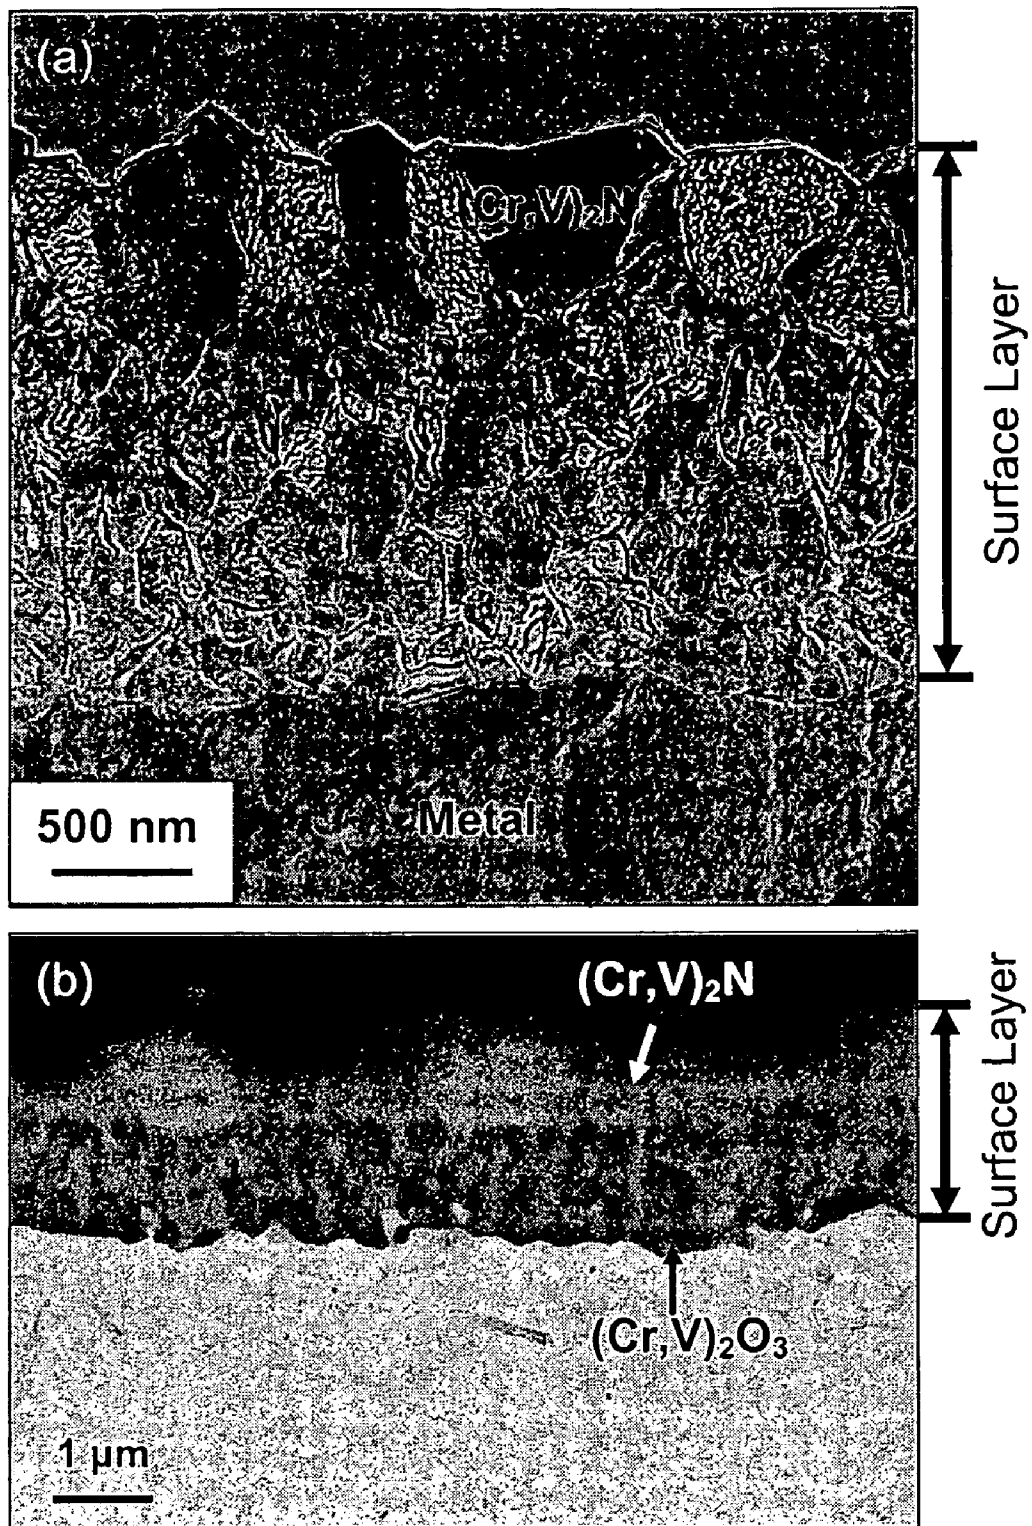 (a)
(Cr,V)₂N
Surface Layer
Metal
500 nm
(b)
(Cr,V)₂N
Surface Layer
(Cr,V)₂O₃
1 µm